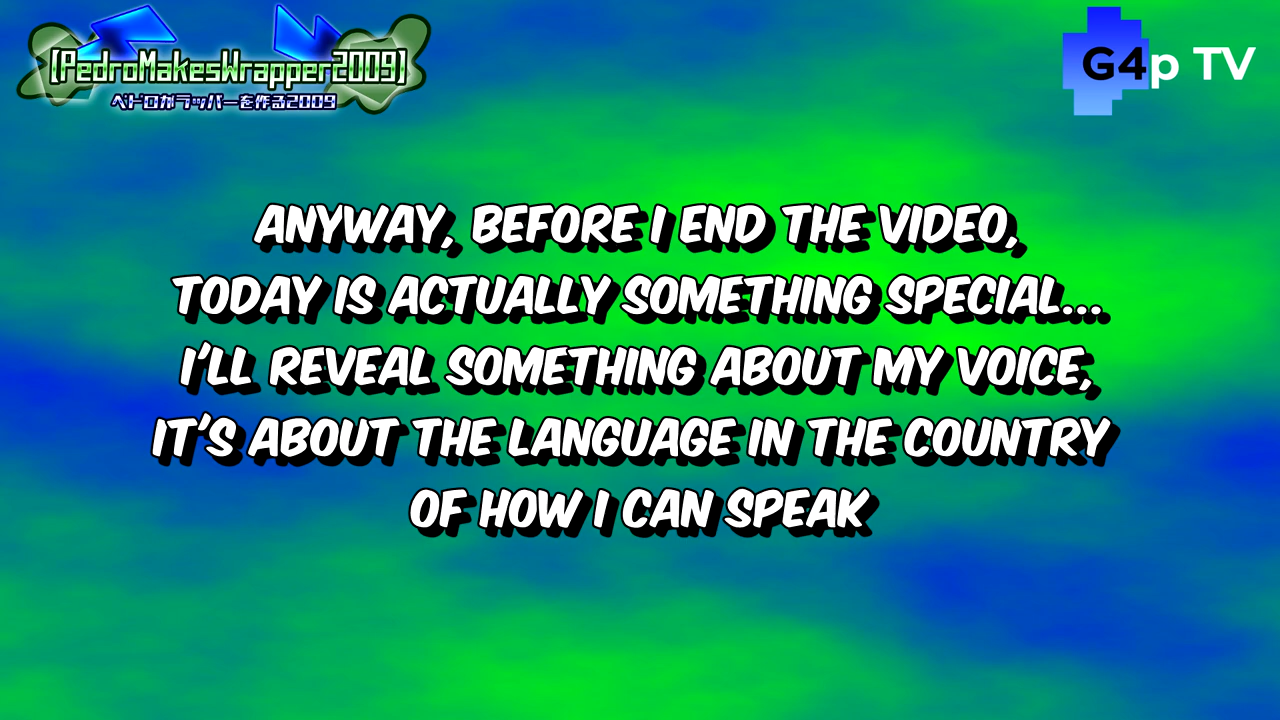 [PedroMakesWrapper2009]
ペドロがラッパーを作る2009
G4p TV
ANYWAY, BEFORE I END THE VIDEO,
TODAY IS ACTUALLY SOMETHING SPECIAL...
I'LL REVEAL SOMETHING ABOUT MY VOICE,
IT'S ABOUT THE LANGUAGE IN THE COUNTRY
OF HOW I CAN SPEAK